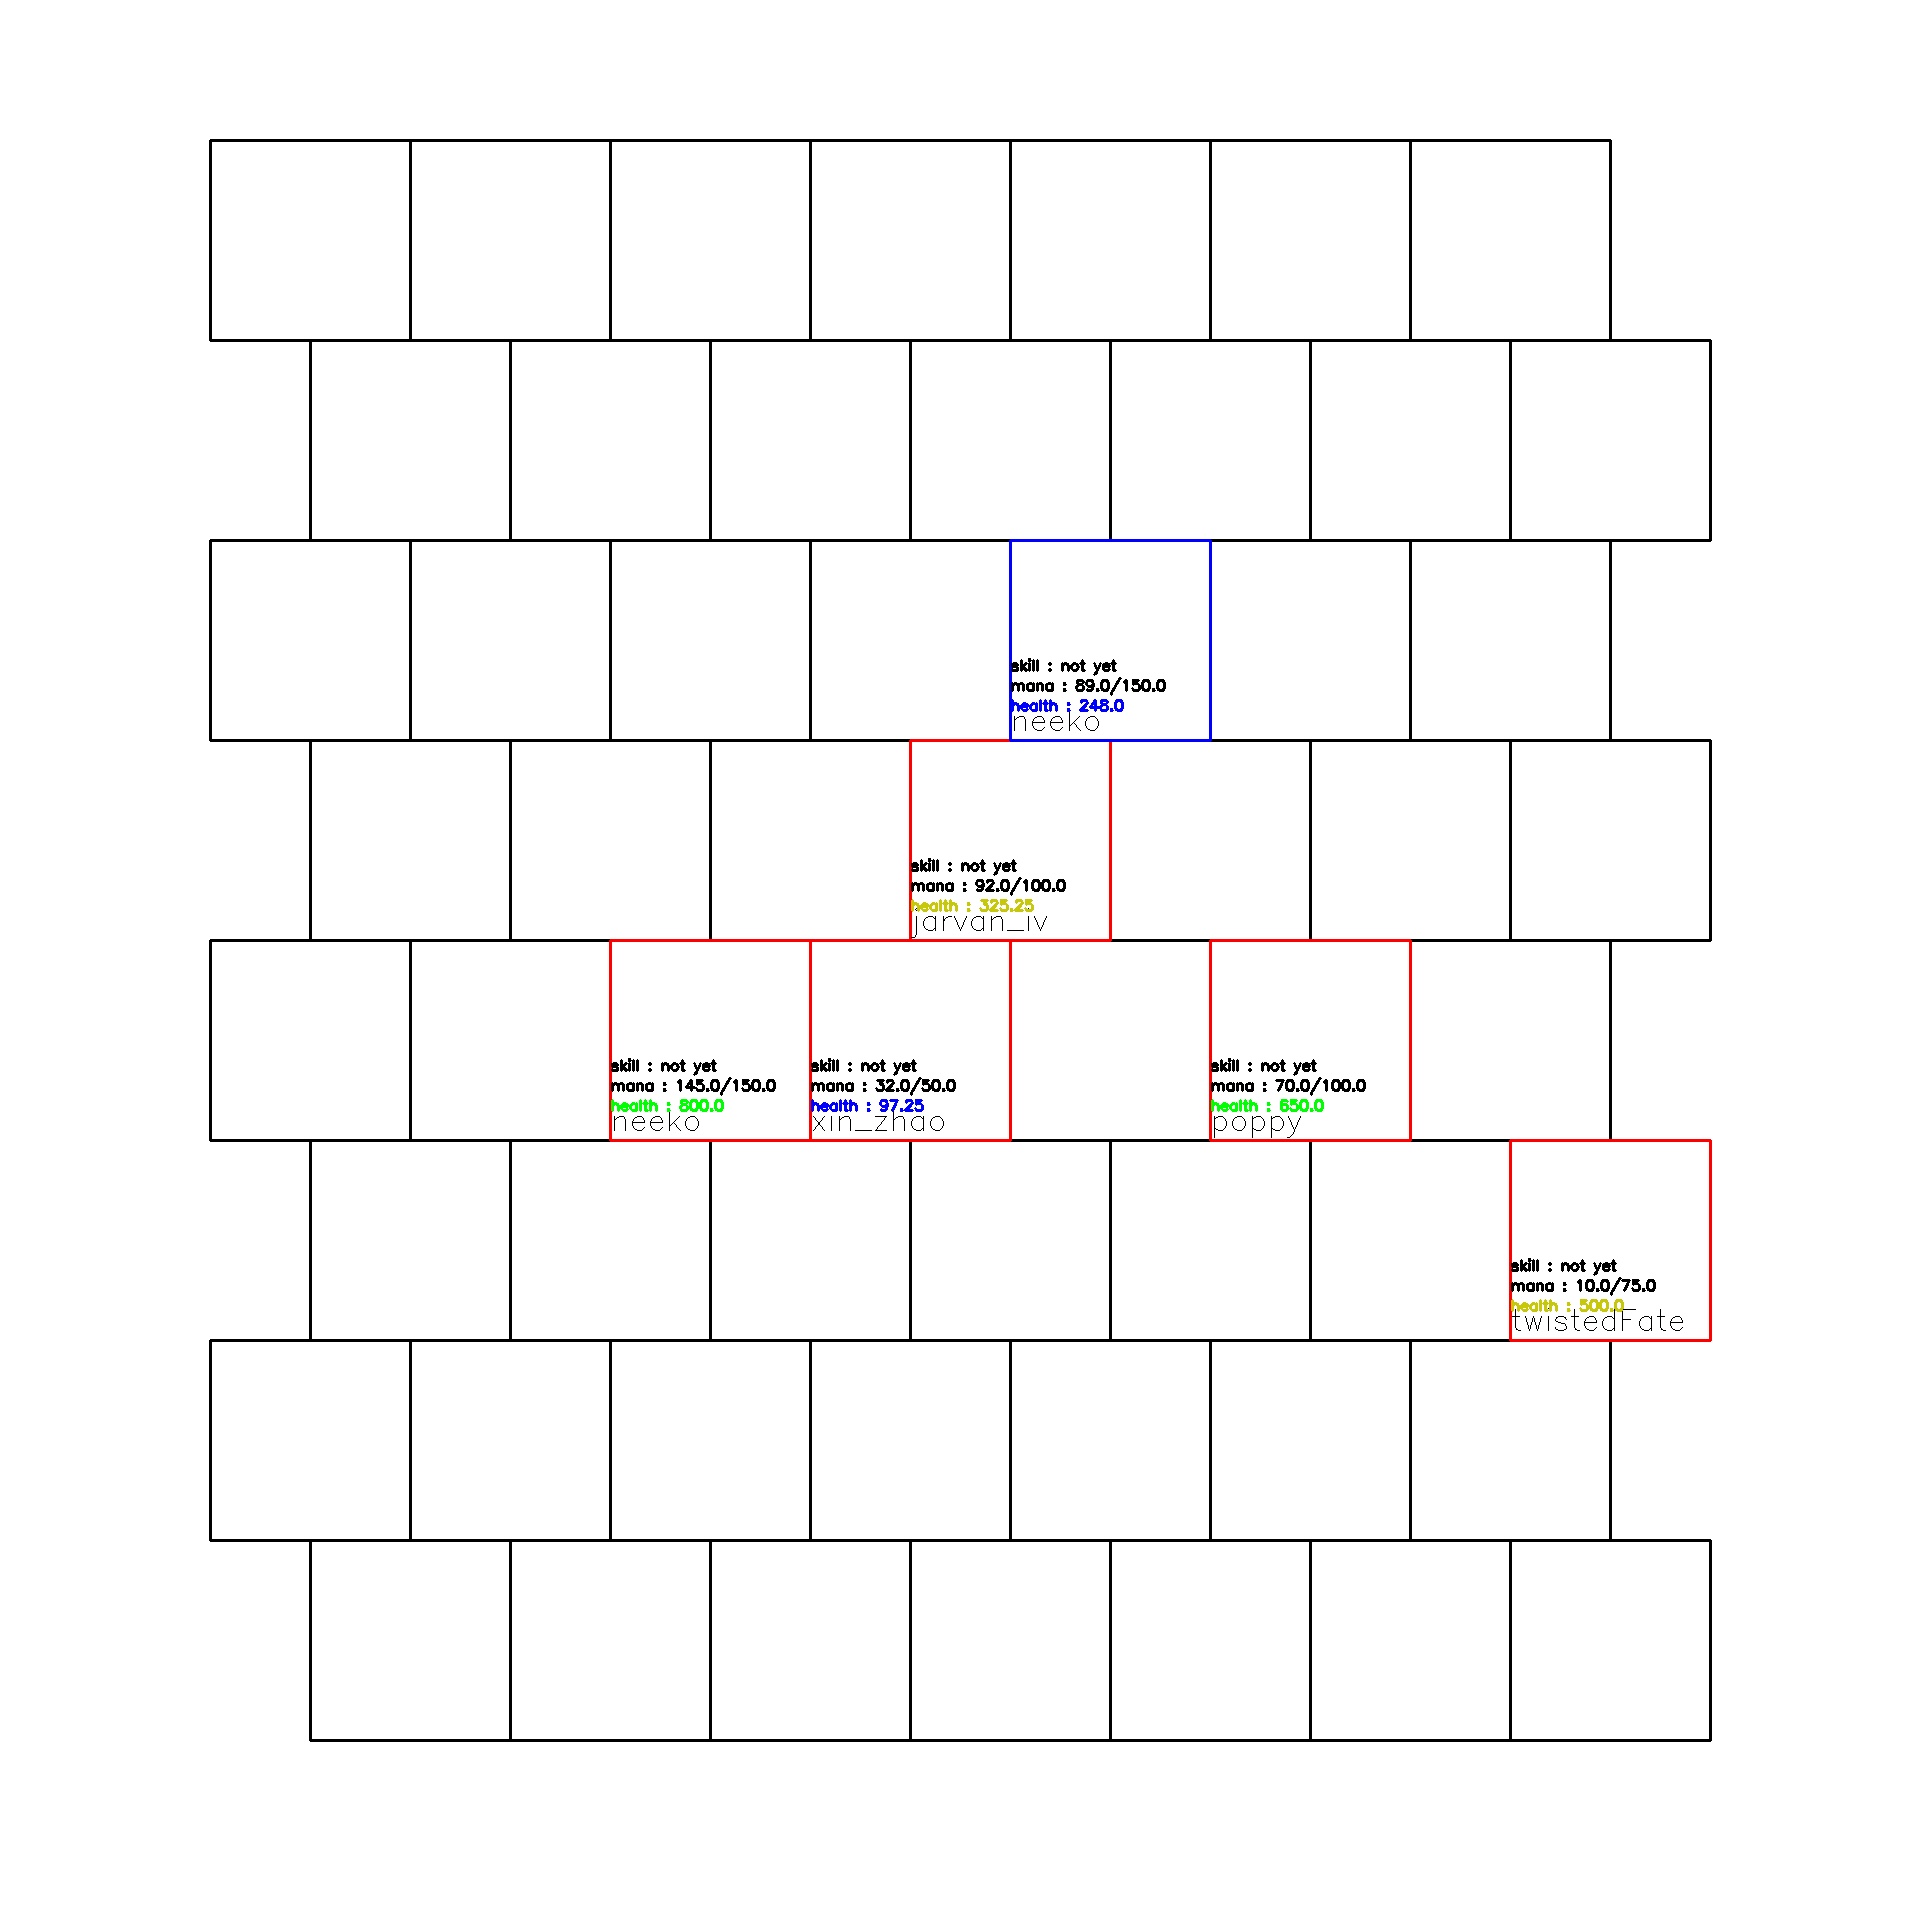 skill : not yet
mana : 89.0/150.0
health : 248.0
neeko
skill : not yet
mana : 92.0/100.0
health : 325.25
jarvan_iv
skill : not yet
mana : 145.0/150.0
health : 800.0
neeko
skill : not yet
mana : 32.0/50.0
health : 97.25
xin_zhao
skill : not yet
mana : 70.0/100.0
health : 650.0
poppy
skill : not yet
mana : 10.0/75.0
health : 500.0
twistedFate